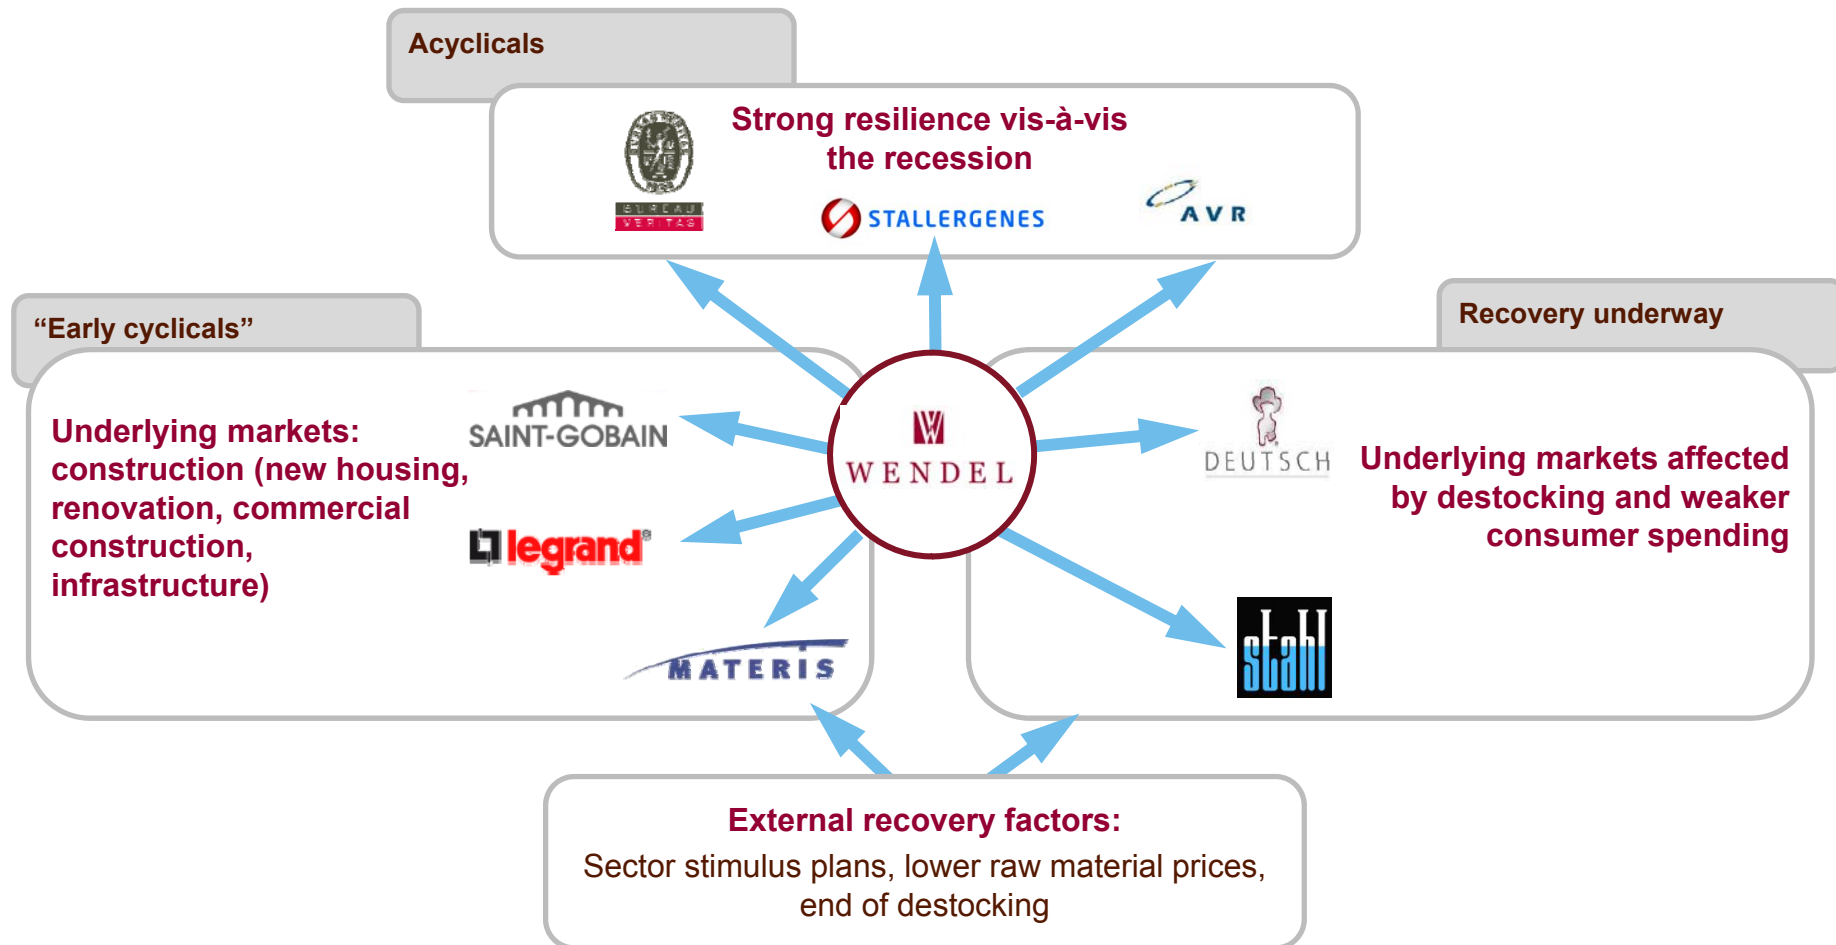 Acyclicals
Strong resilience vis-à-vis
the recession
BUREAU
VERITAS
STALLERGENES
AVR
“Early cyclicals”
Underlying markets:
construction (new housing,
renovation, commercial
construction,
infrastructure)
SAINT-GOBAIN
legrand®
MATERIS
WENDEL
Recovery underway
DEUTSCH
Underlying markets affected
by destocking and weaker
consumer spending
stahl
External recovery factors:
Sector stimulus plans, lower raw material prices,
end of destocking